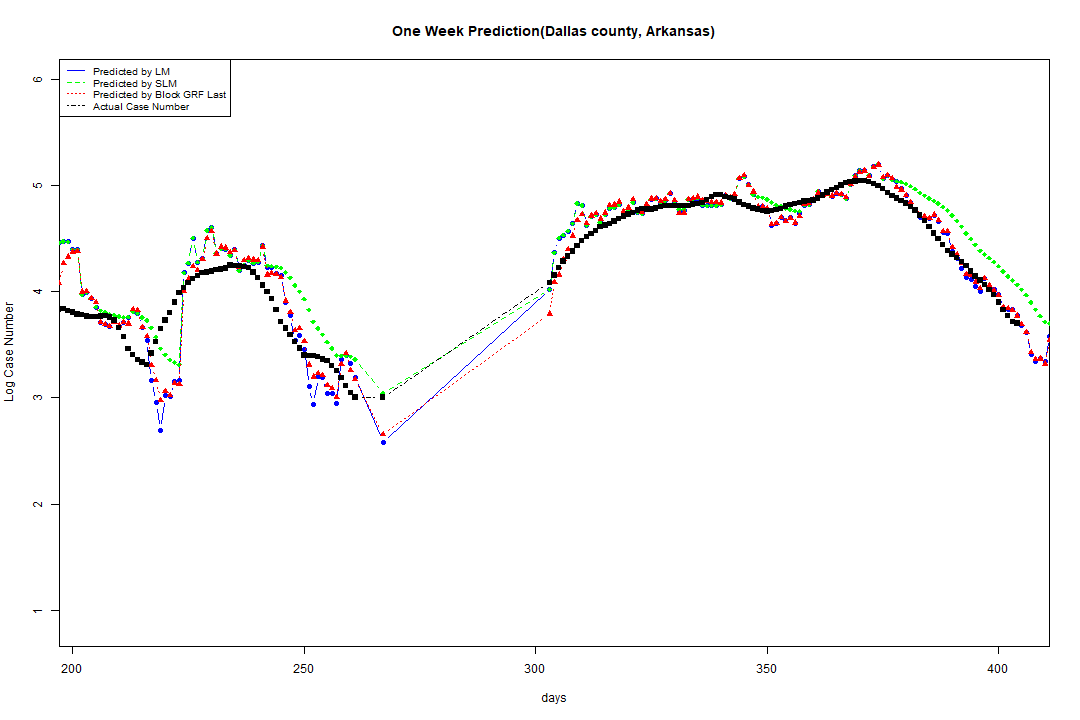 One Week Prediction(Dallas county, Arkansas)
Predicted by LM
Predicted by SLM
Predicted by Block GRF Last
Actual Case Number
6
5
4
3
2
1
Log Case Number
200 250 300 350 400
days